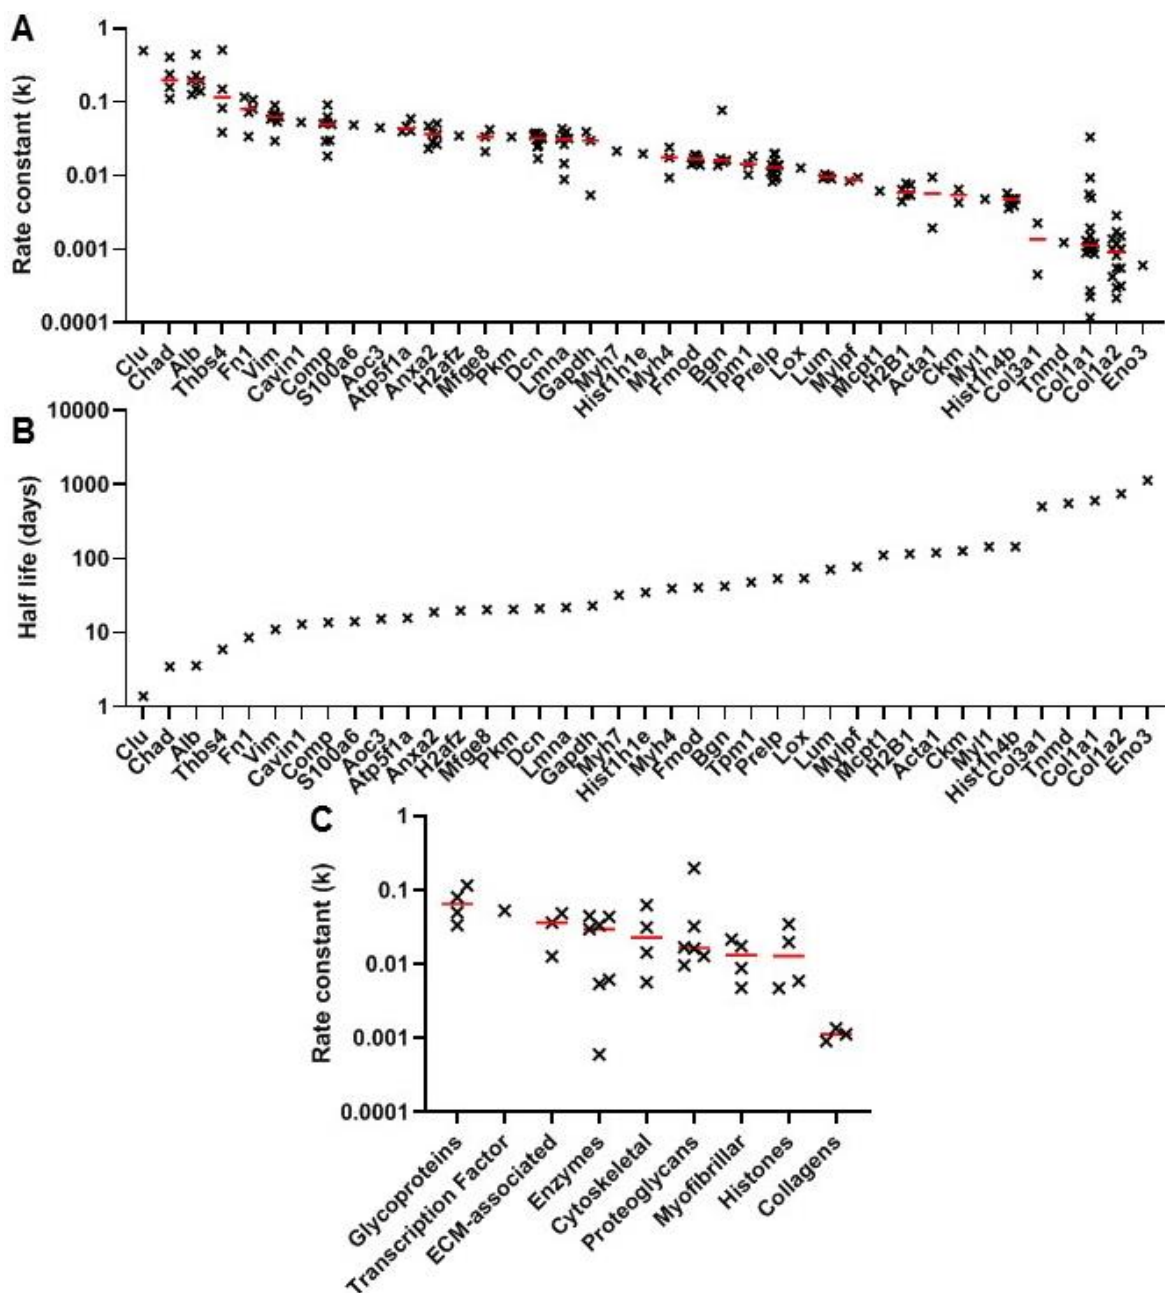 A
Rate constant (k)
1
0.1
0.01
0.001
0.0001
Clu
Chad
Alb
Thbs4
Fn1
Vim
Cavin1
Comp
S100a6
Aoc3
Atp5f1a
Anxa2
H2afz
Mfge8
Pkm
Dcn
Lmna
Gapdh
Myh7
Hist1h1e
Myh4
Fmod
Bgn
Tpm1
Prelp
Lox
Lum
Mylpf
Mcpt1
H2B1
Acta1
Ckm
Myl1
Hist1h4b
Col3a1
Tnmd
Col1a1
Col1a2
Eno3
B
Half life (days)
10000
1000
100
10
1
Clu
Chad
Alb
Thbs4
Fn1
Vim
Cavin1
Comp
S100a6
Aoc3
Atp5f1a
Anxa2
H2afz
Mfge8
Pkm
Dcn
Lmna
Gapdh
Myh7
Hist1h1e
Myh4
Fmod
Bgn
Tpm1
Prelp
Lox
Lum
Mylpf
Mcpt1
H2B1
Acta1
Ckm
Myl1
Hist1h4b
Col3a1
Tnmd
Col1a1
Col1a2
Eno3
C
Rate constant (k)
1
0.1
0.01
0.001
0.0001
Glycoproteins
Transcription Factor
ECM-associated
Enzymes
Cytoskeletal
Proteoglycans
Myofibrillar
Histones
Collagens